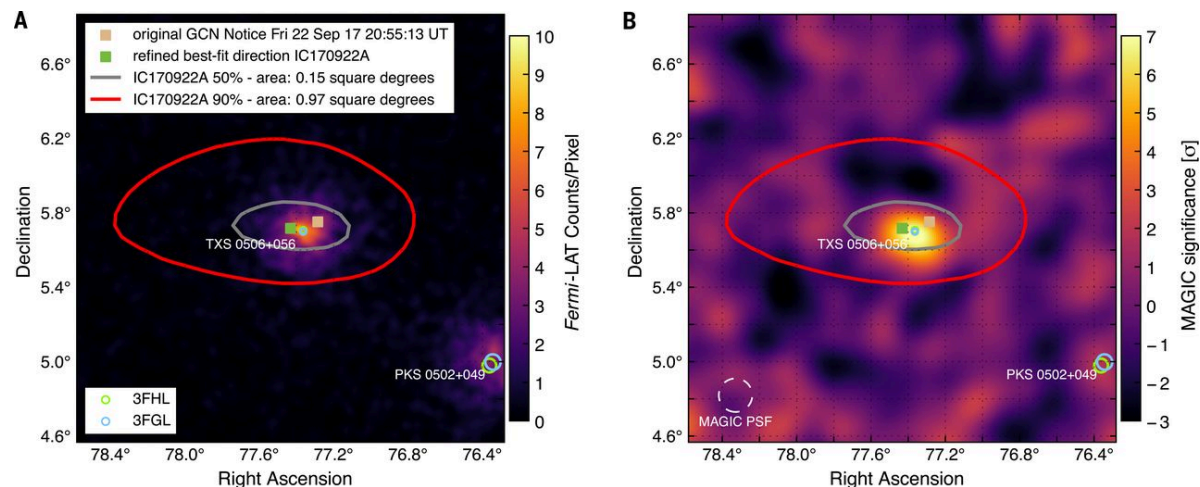 A
original GCN Notice Fri 22 Sep 17 20:55:13 UT
refined best-fit direction IC170922A
IC170922A 50% - area: 0.15 square degrees
IC170922A 90% - area: 0.97 square degrees
6.6°
6.2°
5.8°
5.4°
5.0°
4.6°
Declination
TXS 0506+056
PKS 0502+049
3FHL
3FGL
78.4°
78.0°
77.6°
77.2°
76.8°
76.4°
Right Ascension
10
9
8
7
6
5
4
3
2
1
0
Fermi-LAT Counts/Pixel
B
6.6°
6.2°
5.8°
5.4°
5.0°
4.6°
Declination
TXS 0506+056
PKS 0502+049
MAGIC PSF
78.4°
78.0°
77.6°
77.2°
76.8°
76.4°
Right Ascension
7
6
5
4
3
2
1
0
−1
−2
−3
MAGIC significance [σ]